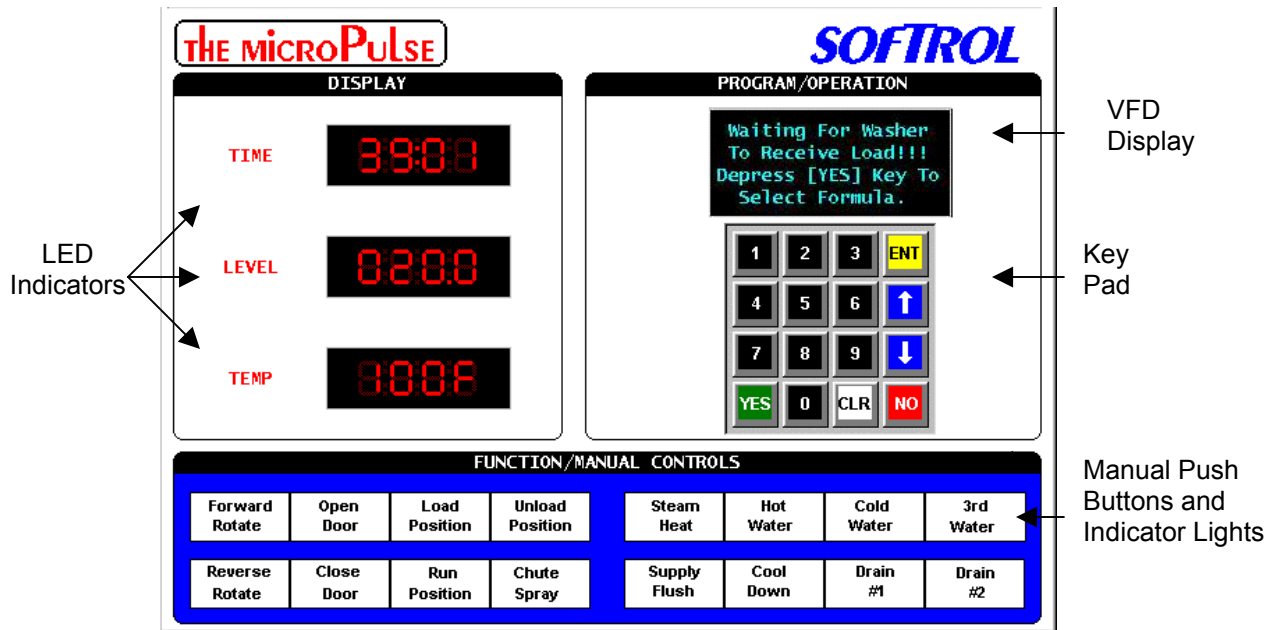 THE MiCROPULSE
SOFTROL
DISPLAY
TIME
39:01
LEVEL
020.0
TEMP
100F
PROGRAM/OPERATION
Waiting For Washer
To Receive Load!!!
Depress [YES] Key To
Select Formula.
1 2 3 ENT
4 5 6 ↑
7 8 9 ↓
YES 0 CLR NO
LED
Indicators
VFD
Display
Key
Pad
FUNCTION/MANUAL CONTROLS
Forward Rotate
Open Door
Load Position
Unload Position
Steam Heat
Hot Water
Cold Water
3rd Water
Reverse Rotate
Close Door
Run Position
Chute Spray
Supply Flush
Cool Down
Drain #1
Drain #2
Manual Push
Buttons and
Indicator Lights